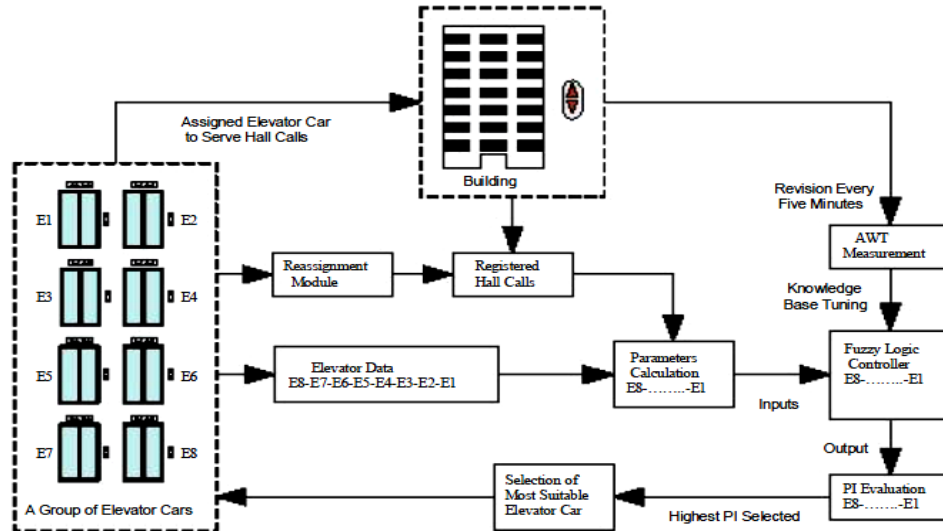 Assigned Elevator Car
to Serve Hall Calls
Building
Revision Every
Five Minutes
AWT
Measurement
Knowledge
Base Tuning
E1
E2
E3
E4
E5
E6
E7
E8
A Group of Elevator Cars
Reassignment
Module
Registered
Hall Calls
Elevator Data
E8-E7-E6-E5-E4-E3-E2-E1
Parameters
Calculation
E8-……..-E1
Inputs
Fuzzy Logic
Controller
E8-……..-E1
Output
PI Evaluation
E8-……..-E1
Highest PI Selected
Selection of
Most Suitable
Elevator Car